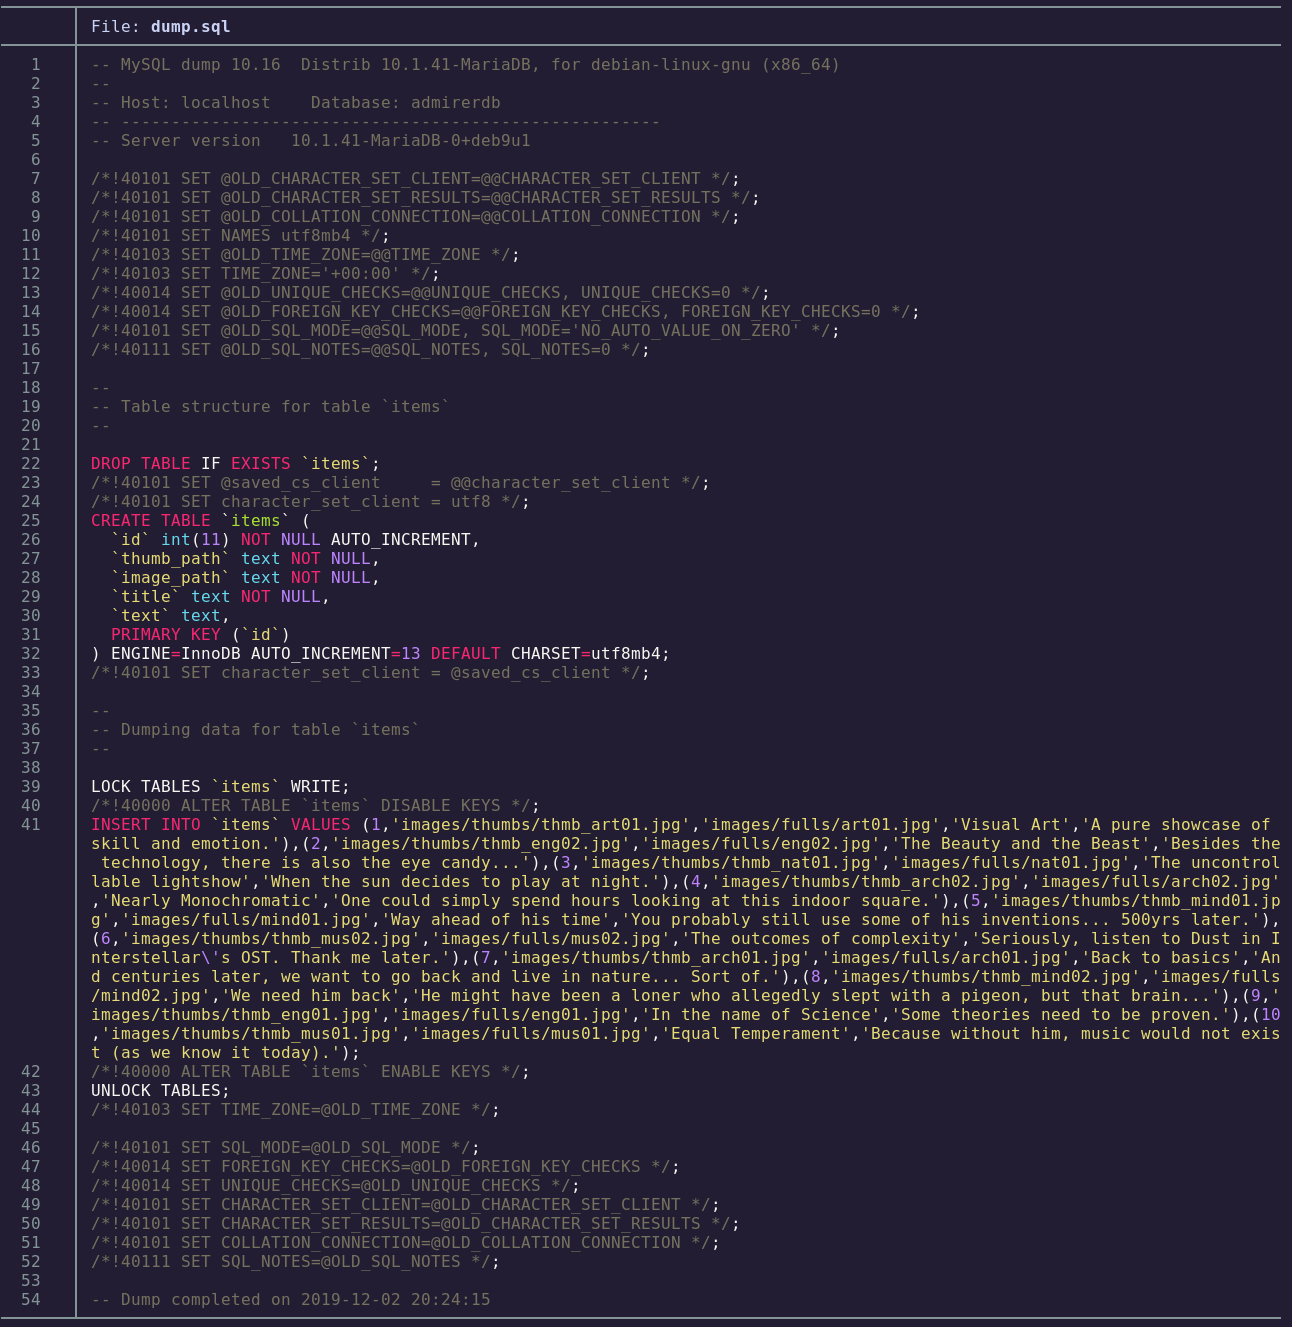 File: dump.sql
1 -- MySQL dump 10.16  Distrib 10.1.41-MariaDB, for debian-linux-gnu (x86_64)
2 --
3 -- Host: localhost    Database: admirerdb
4 -- ------------------------------------------------------
5 -- Server version   10.1.41-MariaDB-0+deb9u1
6
7 /*!40101 SET @OLD_CHARACTER_SET_CLIENT=@@CHARACTER_SET_CLIENT */;
8 /*!40101 SET @OLD_CHARACTER_SET_RESULTS=@@CHARACTER_SET_RESULTS */;
9 /*!40101 SET @OLD_COLLATION_CONNECTION=@@COLLATION_CONNECTION */;
10 /*!40101 SET NAMES utf8mb4 */;
11 /*!40103 SET @OLD_TIME_ZONE=@@TIME_ZONE */;
12 /*!40103 SET TIME_ZONE='+00:00' */;
13 /*!40014 SET @OLD_UNIQUE_CHECKS=@@UNIQUE_CHECKS, UNIQUE_CHECKS=0 */;
14 /*!40014 SET @OLD_FOREIGN_KEY_CHECKS=@@FOREIGN_KEY_CHECKS, FOREIGN_KEY_CHECKS=0 */;
15 /*!40101 SET @OLD_SQL_MODE=@@SQL_MODE, SQL_MODE='NO_AUTO_VALUE_ON_ZERO' */;
16 /*!40111 SET @OLD_SQL_NOTES=@@SQL_NOTES, SQL_NOTES=0 */;
17
18 --
19 -- Table structure for table `items`
20 --
21
22 DROP TABLE IF EXISTS `items`;
23 /*!40101 SET @saved_cs_client     = @@character_set_client */;
24 /*!40101 SET character_set_client = utf8 */;
25 CREATE TABLE `items` (
26   `id` int(11) NOT NULL AUTO_INCREMENT,
27   `thumb_path` text NOT NULL,
28   `image_path` text NOT NULL,
29   `title` text NOT NULL,
30   `text` text,
31   PRIMARY KEY (`id`)
32 ) ENGINE=InnoDB AUTO_INCREMENT=13 DEFAULT CHARSET=utf8mb4;
33 /*!40101 SET character_set_client = @saved_cs_client */;
34
35 --
36 -- Dumping data for table `items`
37 --
38
39 LOCK TABLES `items` WRITE;
40 /*!40000 ALTER TABLE `items` DISABLE KEYS */;
41 INSERT INTO `items` VALUES (1,'images/thumbs/thmb_art01.jpg','images/fulls/art01.jpg','Visual Art','A pure showcase of
skill and emotion.'),(2,'images/thumbs/thmb_eng02.jpg','images/fulls/eng02.jpg','The Beauty and the Beast','Besides the
 technology, there is also the eye candy...'),(3,'images/thumbs/thmb_nat01.jpg','images/fulls/nat01.jpg','The uncontrol
lable lightshow','When the sun decides to play at night.'),(4,'images/thumbs/thmb_arch02.jpg','images/fulls/arch02.jpg'
,'Nearly Monochromatic','One could simply spend hours looking at this indoor square.'),(5,'images/thumbs/thmb_mind01.jp
g','images/fulls/mind01.jpg','Way ahead of his time','You probably still use some of his inventions... 500yrs later.'),
(6,'images/thumbs/thmb_mus02.jpg','images/fulls/mus02.jpg','The outcomes of complexity','Seriously, listen to Dust in I
nterstellar\'s OST. Thank me later.'),(7,'images/thumbs/thmb_arch01.jpg','images/fulls/arch01.jpg','Back to basics','An
d centuries later, we want to go back and live in nature... Sort of.'),(8,'images/thumbs/thmb_mind02.jpg','images/fulls
/mind02.jpg','We need him back','He might have been a loner who allegedly slept with a pigeon, but that brain...'),(9,'
images/thumbs/thmb_eng01.jpg','images/fulls/eng01.jpg','In the name of Science','Some theories need to be proven.'),(10
,'images/thumbs/thmb_mus01.jpg','images/fulls/mus01.jpg','Equal Temperament','Because without him, music would not exis
t (as we know it today).');
42 /*!40000 ALTER TABLE `items` ENABLE KEYS */;
43 UNLOCK TABLES;
44 /*!40103 SET TIME_ZONE=@OLD_TIME_ZONE */;
45
46 /*!40101 SET SQL_MODE=@OLD_SQL_MODE */;
47 /*!40014 SET FOREIGN_KEY_CHECKS=@OLD_FOREIGN_KEY_CHECKS */;
48 /*!40014 SET UNIQUE_CHECKS=@OLD_UNIQUE_CHECKS */;
49 /*!40101 SET CHARACTER_SET_CLIENT=@OLD_CHARACTER_SET_CLIENT */;
50 /*!40101 SET CHARACTER_SET_RESULTS=@OLD_CHARACTER_SET_RESULTS */;
51 /*!40101 SET COLLATION_CONNECTION=@OLD_COLLATION_CONNECTION */;
52 /*!40111 SET SQL_NOTES=@OLD_SQL_NOTES */;
53
54 -- Dump completed on 2019-12-02 20:24:15